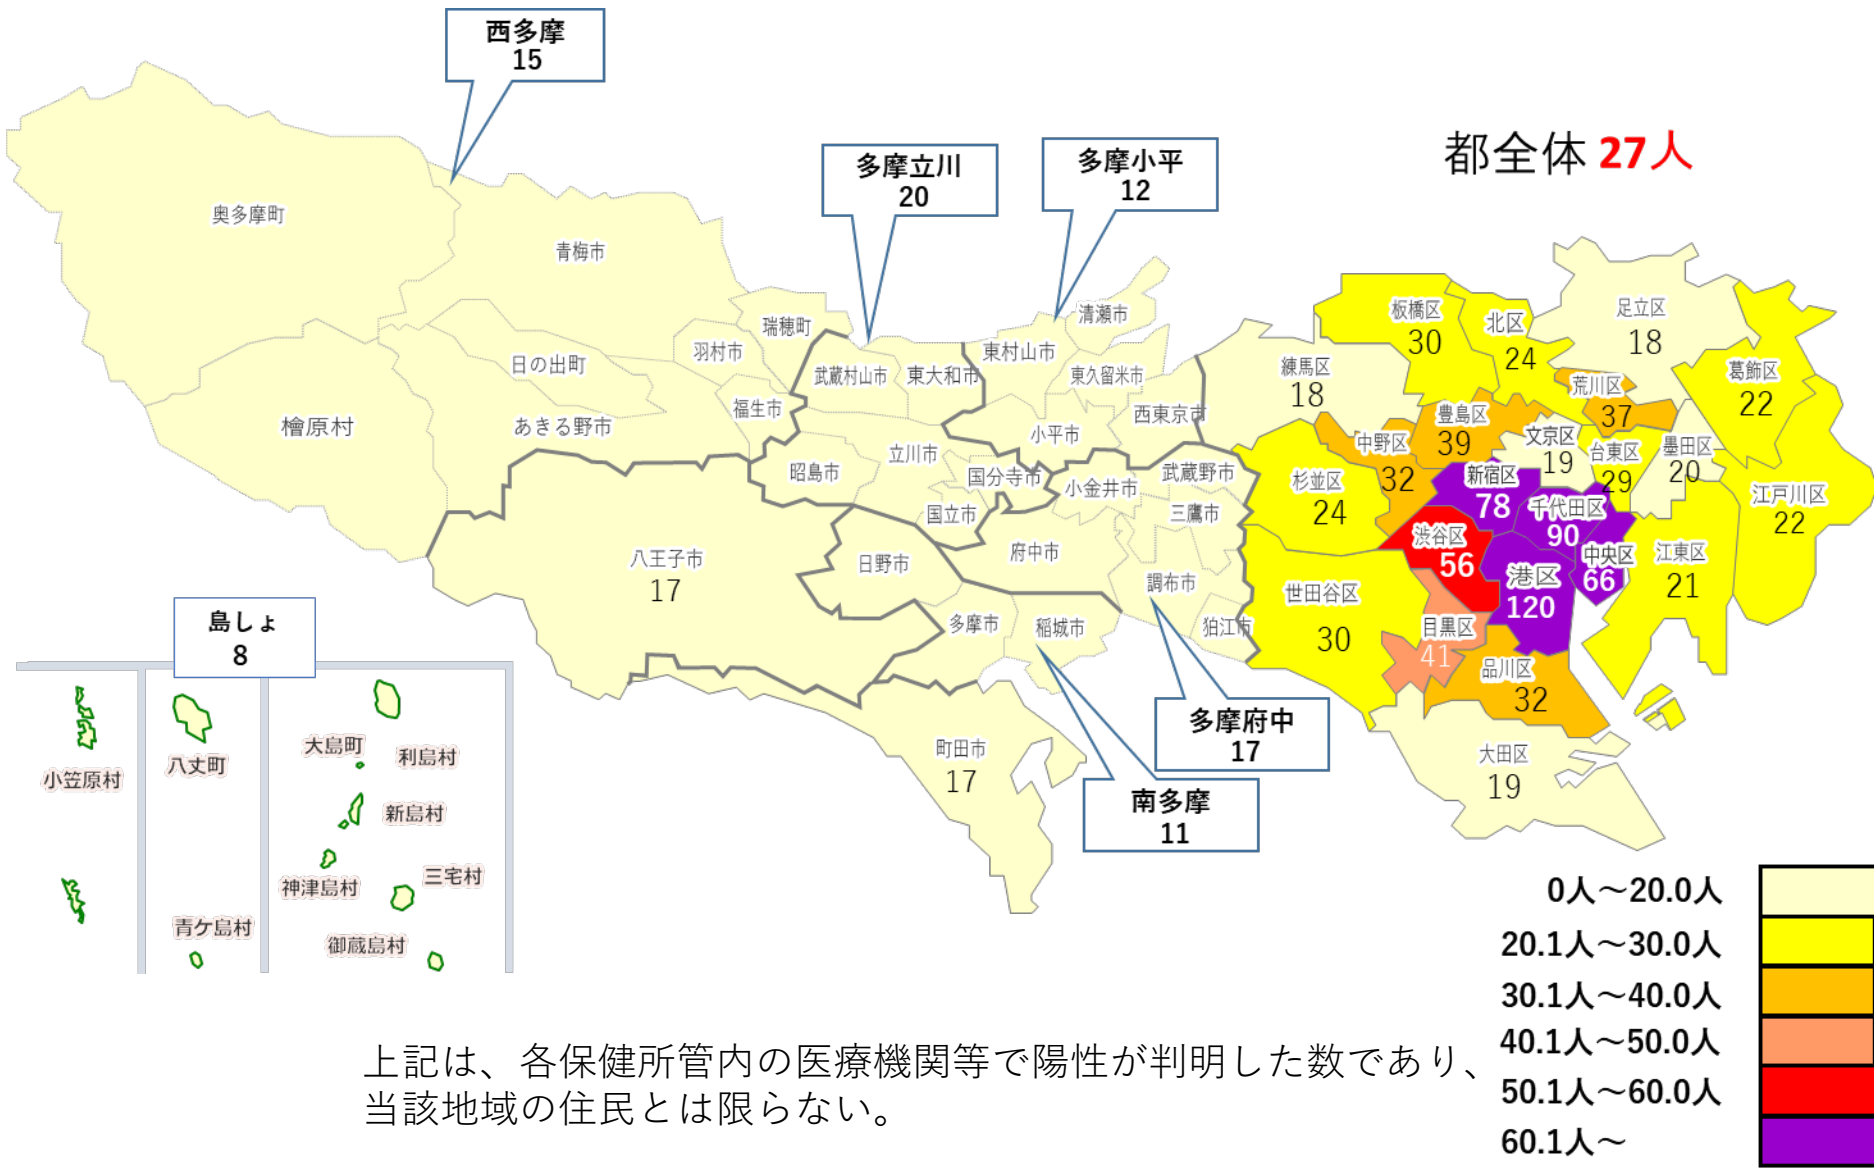 西多摩
15
多摩立川
20
多摩小平
12
都全体 27人
奥多摩町
青梅市
瑞穂町
羽村市
日の出町
福生市
檜原村
あきる野市
武蔵村山市
東大和市
東村山市
清瀬市
東久留米市
西東京市
小平市
昭島市
立川市
国分寺市
国立市
小金井市
武蔵野市
三鷹市
府中市
調布市
狛江市
八王子市
17
日野市
多摩市
稲城市
町田市
17
多摩府中
17
南多摩
11
板橋区
30
北区
24
足立区
18
葛飾区
22
練馬区
18
豊島区
39
荒川区
37
中野区
32
文京区
19
台東区
29
墨田区
20
江戸川区
22
杉並区
24
新宿区
78
千代田区
90
渋谷区
56
中央区
66
江東区
21
港区
120
世田谷区
30
目黒区
41
品川区
32
大田区
19
島しょ
8
小笠原村
八丈町
青ケ島村
大島町
利島村
新島村
神津島村
三宅村
御蔵島村
0人～20.0人
20.1人～30.0人
30.1人～40.0人
40.1人～50.0人
50.1人～60.0人
60.1人～
上記は、各保健所管内の医療機関等で陽性が判明した数であり、
当該地域の住民とは限らない。